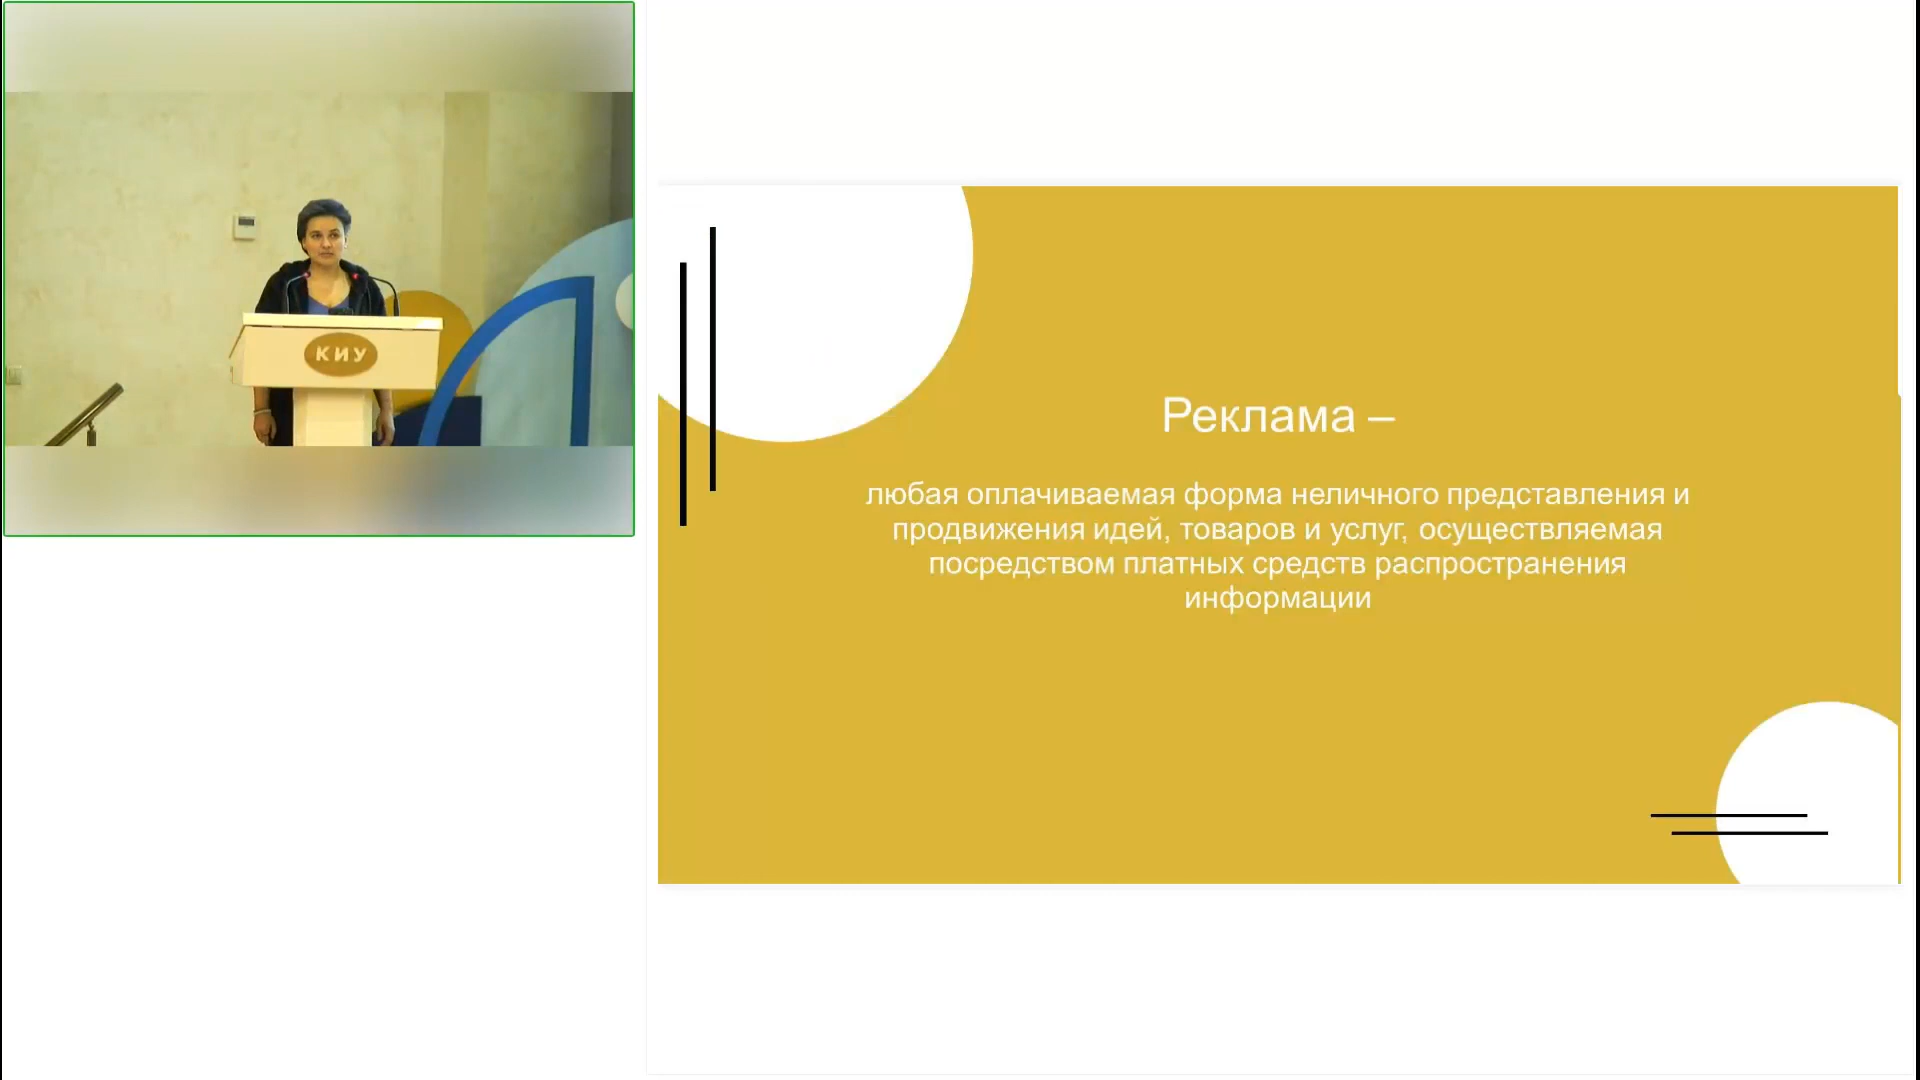 КИУ
Реклама –
любая оплачиваемая форма неличного представления и
продвижения идей, товаров и услуг, осуществляемая
посредством платных средств распространения
информации